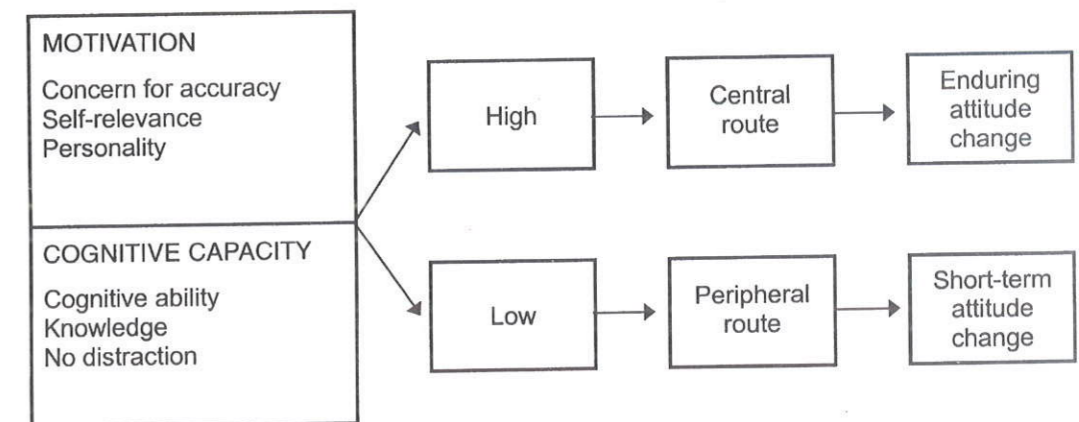 MOTIVATION
Concern for accuracy
Self-relevance
Personality
COGNITIVE CAPACITY
Cognitive ability
Knowledge
No distraction
High
Central
route
Enduring
attitude
change
Low
Peripheral
route
Short-term
attitude
change